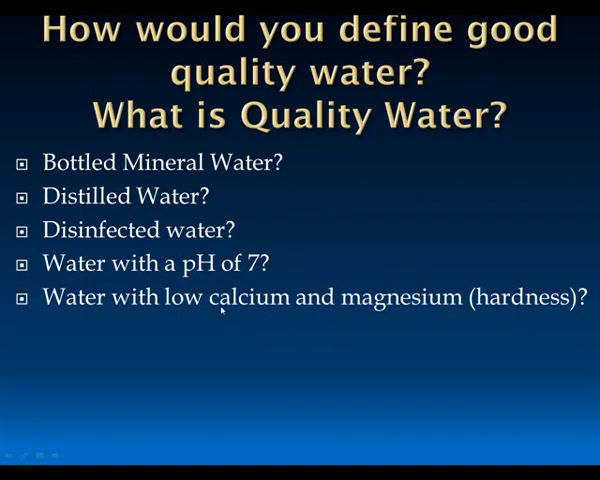 How would you define good
quality water?
What is Quality Water?
Bottled Mineral Water?
Distilled Water?
Disinfected water?
Water with a pH of 7?
Water with low calcium and magnesium (hardness)?